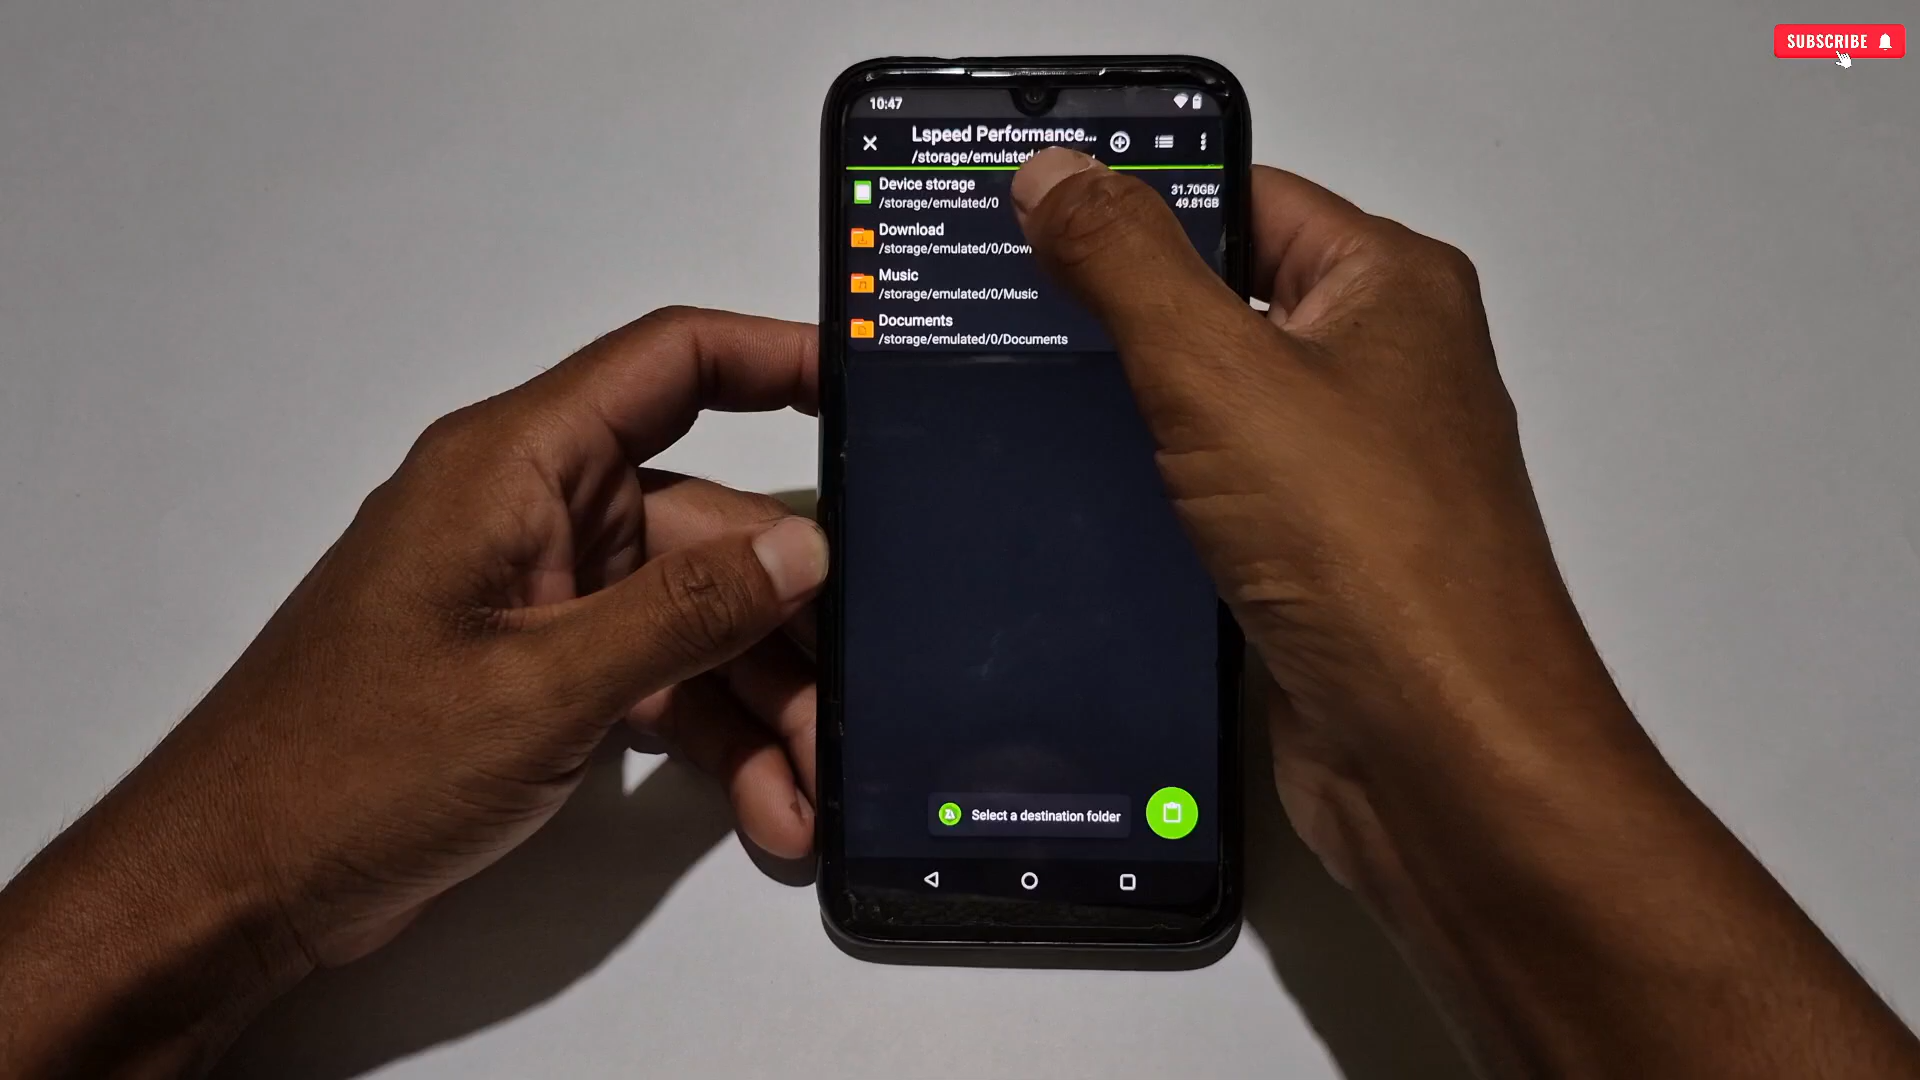 SUBSCRIBE
10:47
Lspeed Performance...
/storage/emulated
Device storage
/storage/emulated/0
31.70GB/
49.81GB
Download
/storage/emulated/0/Down
Music
/storage/emulated/0/Music
Documents
/storage/emulated/0/Documents
Select a destination folder